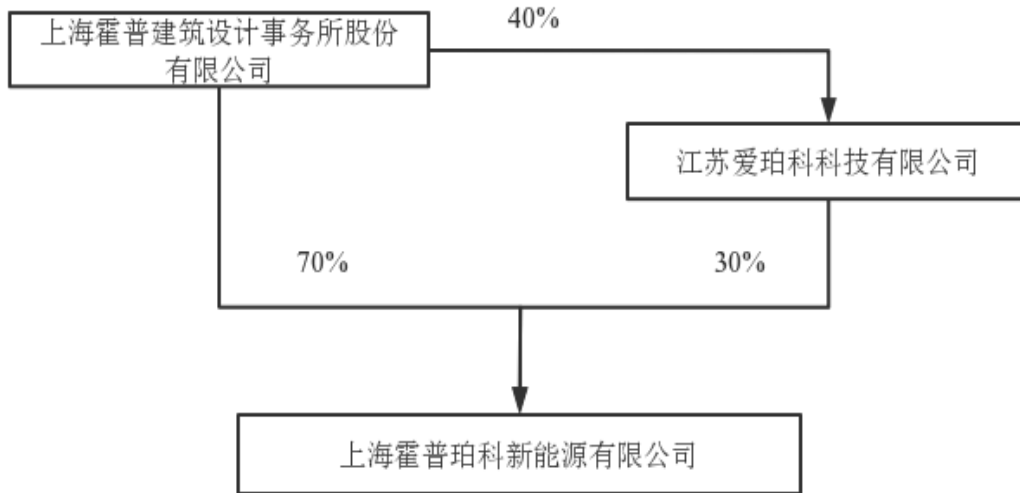 40%
上海霍普建筑设计事务所股份
有限公司
江苏爱珀科科技有限公司
70%
30%
上海霍普珀科新能源有限公司